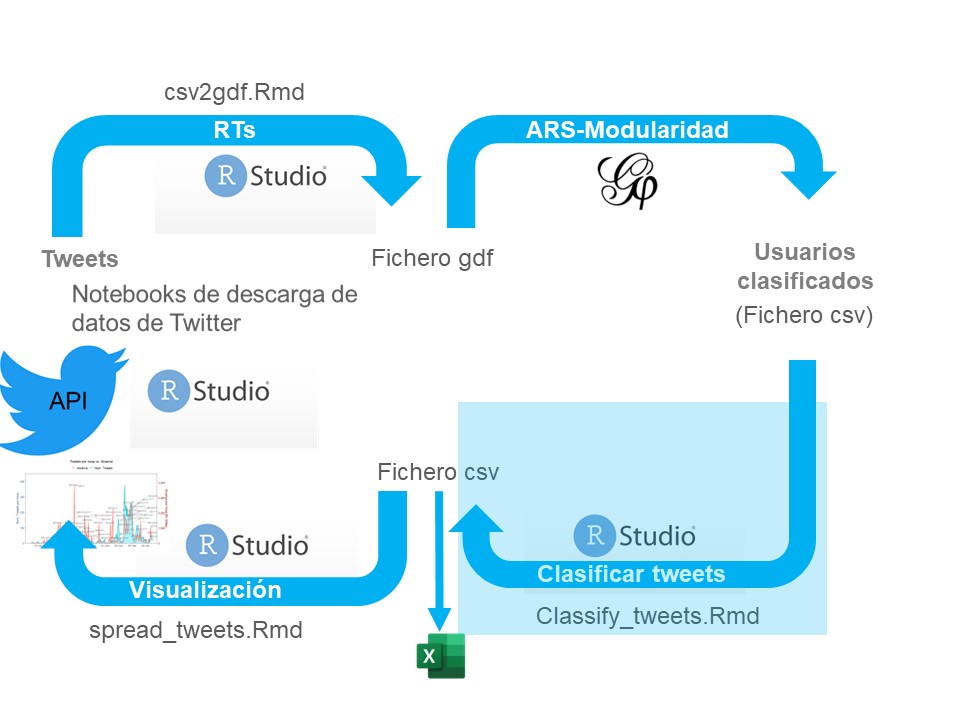 csv2gdf.Rmd
RTs
R Studio
ARS-Modularidad
Tweets
Fichero gdf
Usuarios
clasificados
(Fichero csv)
Notebooks de descarga de
datos de Twitter
API
R Studio
Fichero csv
R Studio
Visualización
spread_tweets.Rmd
R Studio
Clasificar tweets
Classify_tweets.Rmd
X